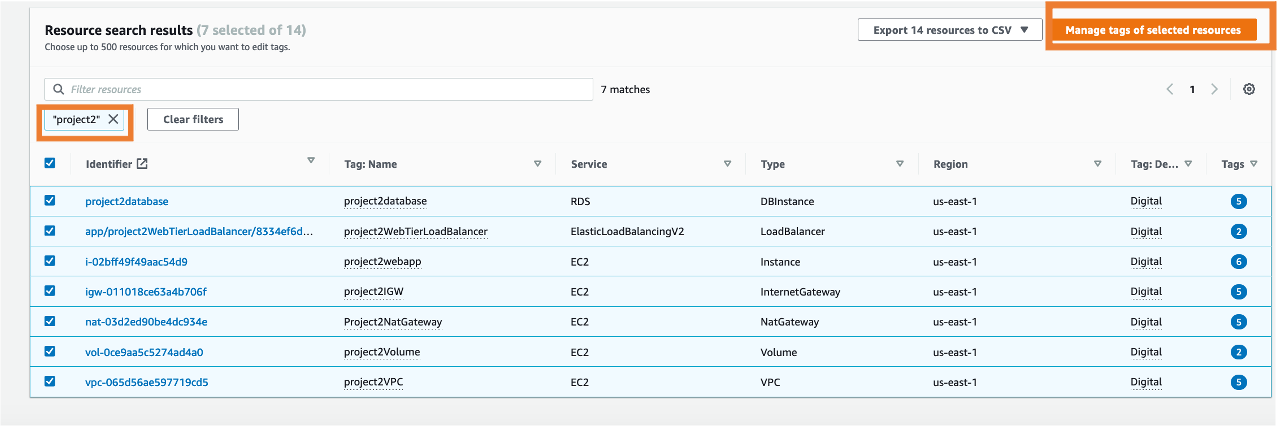 Resource search results (7 selected of 14)
Choose up to 500 resources for which you want to edit tags.
Export 14 resources to CSV
Manage tags of selected resources
Filter resources
7 matches
1
"project2"
Clear filters
Identifier Tag: Name Service Type Region Tag: De... Tags
project2database project2database RDS DBInstance us-east-1 Digital 5
app/project2WebTierLoadBalancer/8334ef6d... project2WebTierLoadBalancer ElasticLoadBalancingV2 LoadBalancer us-east-1 Digital 2
i-02bff49f49aac54d9 project2webapp EC2 Instance us-east-1 Digital 6
igw-011018ce63a4b706f project2IGW EC2 InternetGateway us-east-1 Digital 5
nat-03d2ed90be4dc934e Project2NatGateway EC2 NatGateway us-east-1 Digital 5
vol-0ce9aa5c5274ad4a0 project2Volume EC2 Volume us-east-1 Digital 2
vpc-065d56ae597719cd5 project2VPC EC2 VPC us-east-1 Digital 5